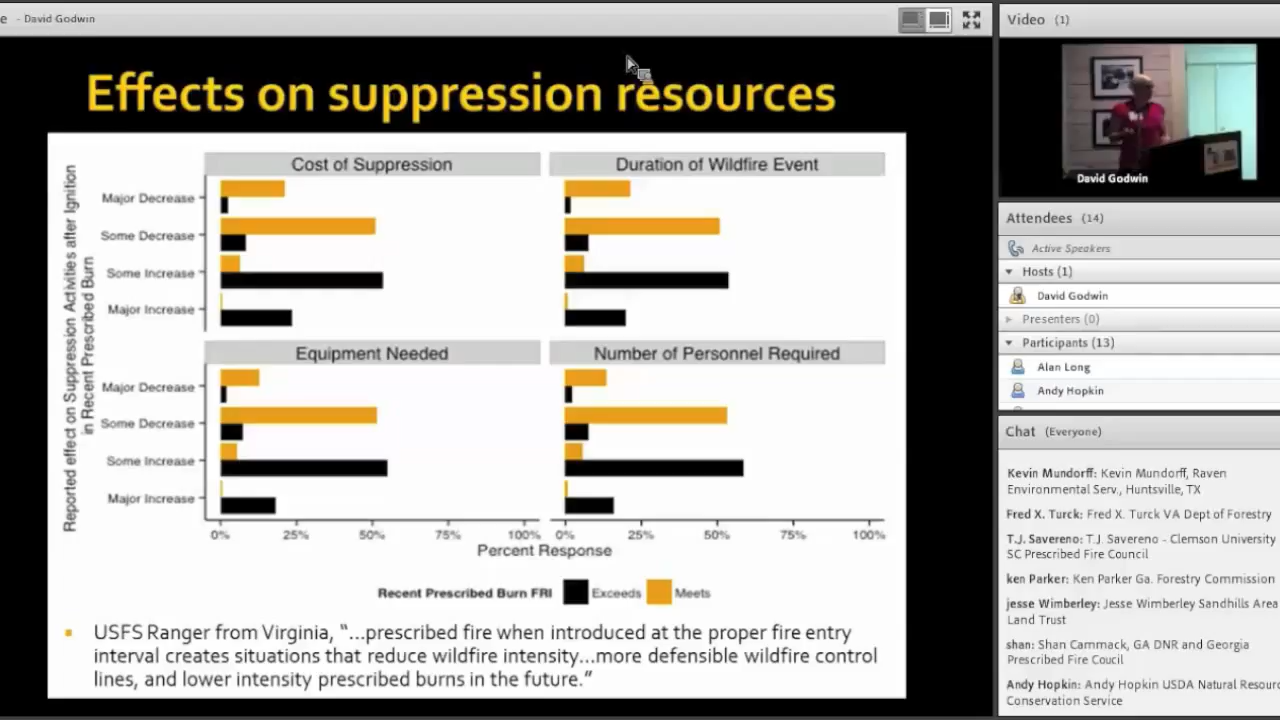 e - David Godwin
Effects on suppression resources
Reported effect on Suppression Activities after Ignition
in Recent Prescribed Burn
Cost of Suppression
Major Decrease
Some Decrease
Some Increase
Major Increase
Duration of Wildfire Event
Equipment Needed
Major Decrease
Some Decrease
Some Increase
Major Increase
0% 25% 50% 75% 100%
Number of Personnel Required
0% 25% 50% 75% 100%
Percent Response
Recent Prescribed Burn FRI Exceeds Meets
USFS Ranger from Virginia, “…prescribed fire when introduced at the proper fire entry
interval creates situations that reduce wildfire intensity…more defensible wildfire control
lines, and lower intensity prescribed burns in the future.”
Video (1)
David Godwin
Attendees (14)
Active Speakers
Hosts (1)
David Godwin
Presenters (0)
Participants (13)
Alan Long
Andy Hopkin
Chat (Everyone)
Kevin Mundorff: Kevin Mundorff, Raven
Environmental Serv., Huntsville, TX
Fred X. Turck: Fred X. Turck VA Dept of Forestry
T.J. Savereno: T.J. Savereno - Clemson University
SC Prescribed Fire Council
ken Parker: Ken Parker Ga. Forestry Commission
jesse Wimberley: Jesse Wimberley Sandhills Area
Land Trust
shan: Shan Cammack, GA DNR and Georgia
Prescribed Fire Coucil
Andy Hopkin: Andy Hopkin USDA Natural Resourc
Conservation Service